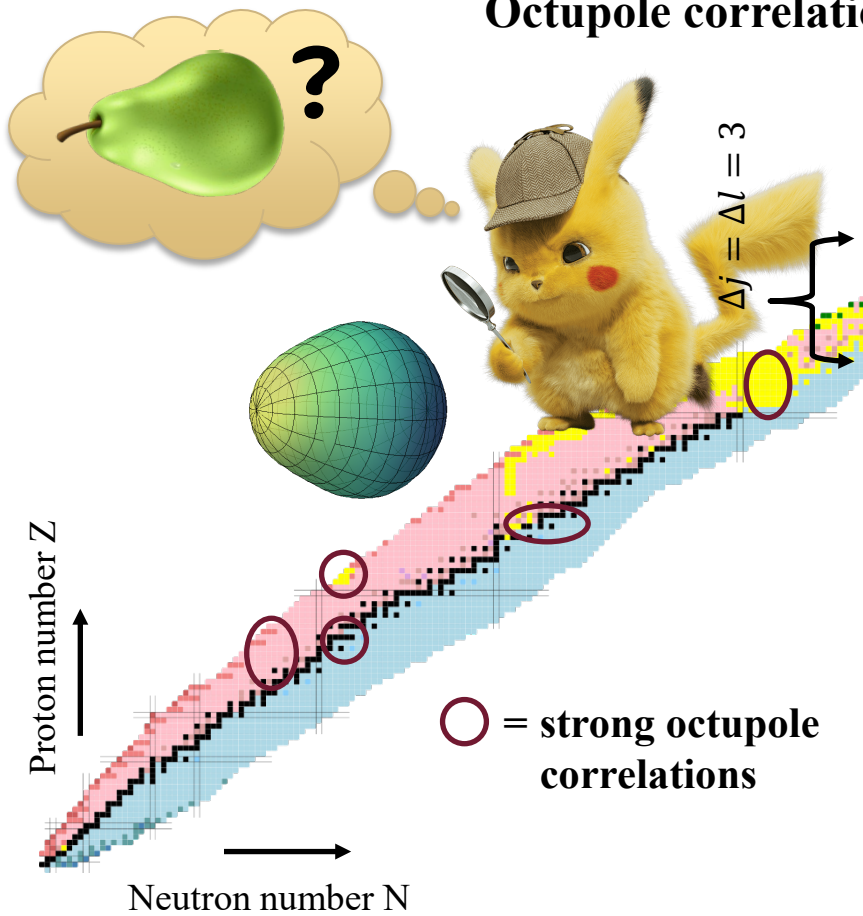 Octupole correlatio
?
Δj = Δl = 3
Proton number Z
= strong octupole
correlations
Neutron number N